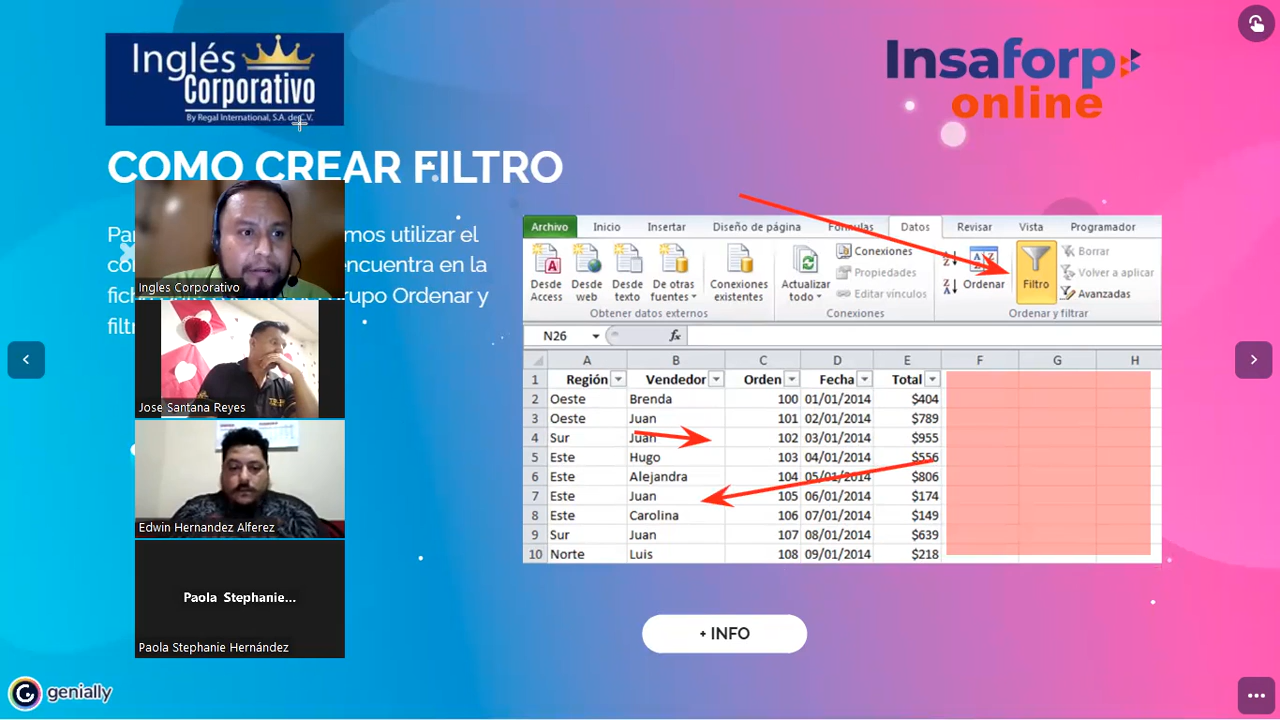 Inglés
Corporativo
By Regal International, S.A. de C.V.
Insaforp
online
COMO CREAR FILTRO
mos utilizar el
encuentra en la
grupo Ordenar y
Ingles Corporativo
Jose Santana Reyes
Edwin Hernandez Alferez
Paola Stephanie...
Paola Stephanie Hernández
Archivo Inicio Insertar Diseño de página Fórmulas Datos Revisar Vista Programador
Desde Access
Desde web
Desde texto
De otras fuentes
Conexiones existentes
Obtener datos externos
Actualizar todo
Conexiones
Propiedades
Editar vínculos
Conexiones
Ordenar
Filtro
Borrar
Volver a aplicar
Avanzadas
Ordenar y filtrar
N26 fx
A B C D E F G H
1 Región Vendedor Orden Fecha Total
2 Oeste Brenda 100 01/01/2014 $404
3 Oeste Juan 101 02/01/2014 $789
4 Sur Juan 102 03/01/2014 $955
5 Este Hugo 103 04/01/2014 $556
6 Este Alejandra 104 05/01/2014 $806
7 Este Juan 105 06/01/2014 $174
8 Este Carolina 106 07/01/2014 $149
9 Sur Juan 107 08/01/2014 $639
10 Norte Luis 108 09/01/2014 $218
+ INFO
genially